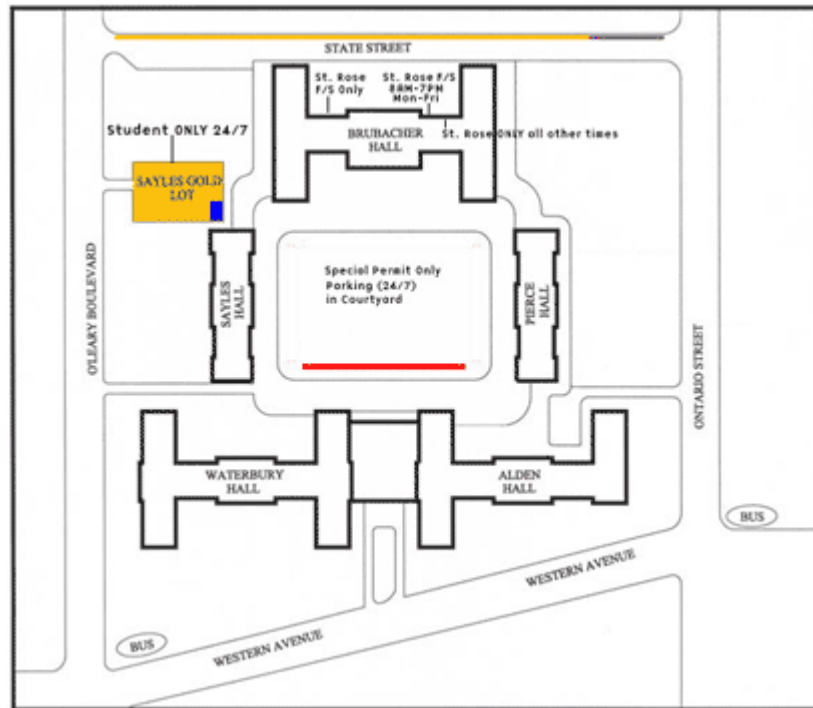 STATE STREET
St. Rose
F/S Only
St. Rose F/S
8AM-7PM
Mon-Fri
Student ONLY 24/7
BRUBACHER
HALL
St. Rose ONLY all other times
SAYLES GOLD
LOT
O'LEARY BOULEVARD
SAYLES
HALL
Special Permit Only
Parking (24/7)
in Courtyard
PIERCE
HALL
ONTARIO STREET
WATERBURY
HALL
ALDEN
HALL
BUS
WESTERN AVENUE
BUS
WESTERN AVENUE